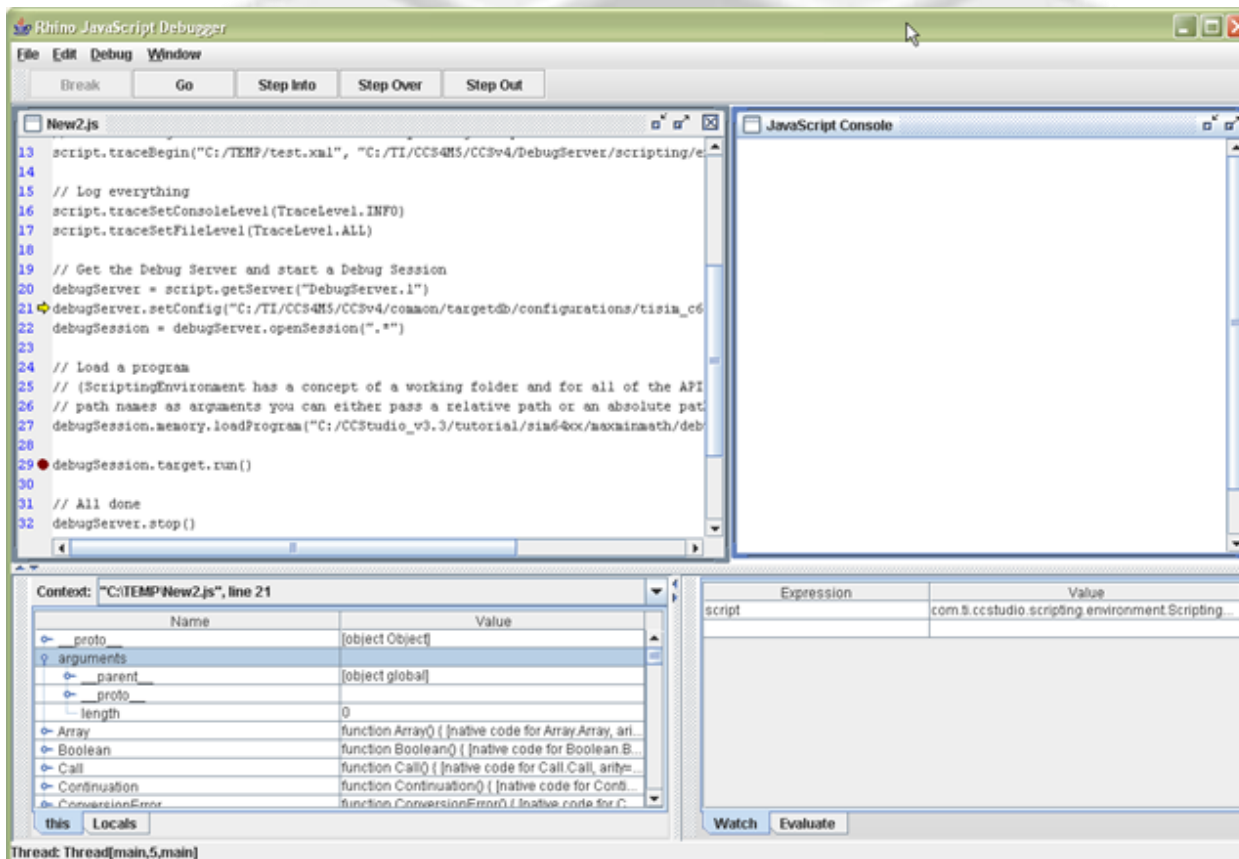 Rhino JavaScript Debugger
File Edit Debug Window
Break Go Step Into Step Over Step Out
New2.js
13 script.traceBegin("C:/TEMP/test.xml", "C:/TI/CCS4M5/CCSv4/DebugServer/scripting/e
14
15 // Log everything
16 script.traceSetConsoleLevel(TraceLevel.INFO)
17 script.traceSetFileLevel(TraceLevel.ALL)
18
19 // Get the Debug Server and start a Debug Session
20 debugServer = script.getServer("DebugServer.1")
21 debugServer.setConfig("C:/TI/CCS4M5/CCSv4/common/targetdb/configurations/tisim_c6
22 debugSession = debugServer.openSession(".*")
23
24 // Load a program
25 // (ScriptingEnvironment has a concept of a working folder and for all of the API
26 // path names as arguments you can either pass a relative path or an absolute pat
27 debugSession.memory.loadProgram("C:/CCStudio_v3.3/tutorial/sim64xx/maxminmath/deb
28
29 debugSession.target.run()
30
31 // All done
32 debugServer.stop()
JavaScript Console
Context: "C:\TEMP\New2.js", line 21
Name Value
__proto__ [object Object]
arguments
__parent__ [object global]
__proto__
length 0
Array function Array() { [native code for Array.Array, ari...
Boolean function Boolean() { [native code for Boolean.B...
Call function Call() { [native code for Call.Call, arity=...
Continuation function Continuation() { [native code for Conti...
ConversionError function ConversionError() { [native code for C...
this Locals
Expression Value
script com.ti.ccstudio.scripting.environment.Scripting...
Watch Evaluate
Thread: Thread[main,5,main]